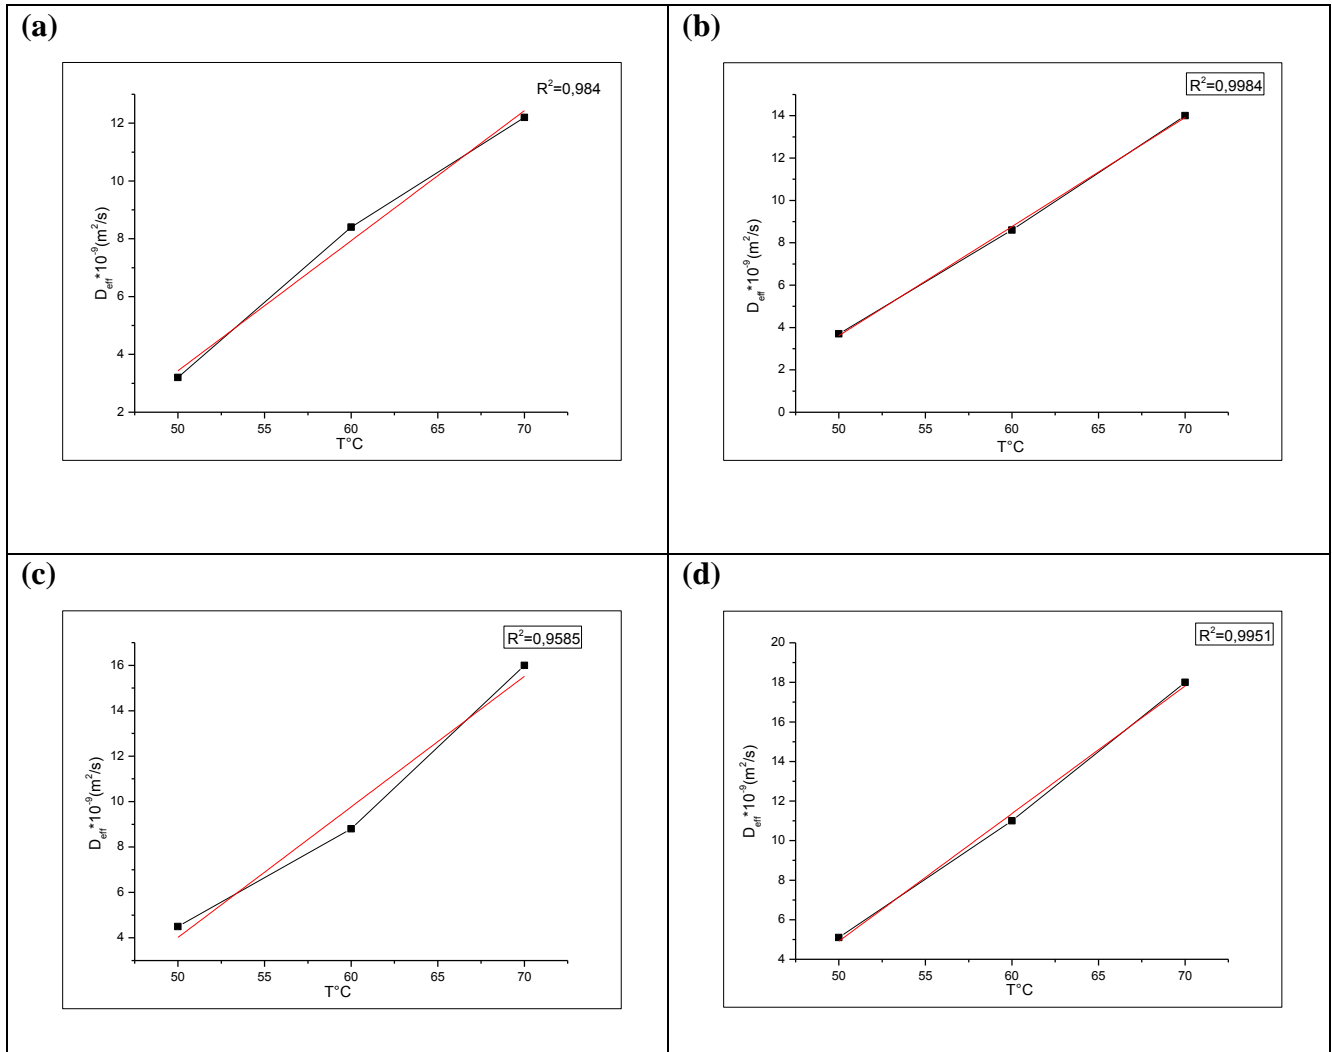 (a)
R²=0,984
12
10
8
6
4
2
D_eff*10⁻⁹(m²/s)
50 55 60 65 70
T°C
(b)
R²=0,9984
14
12
10
8
6
4
2
0
D_eff*10⁻⁹(m²/s)
50 55 60 65 70
T°C
(c)
R²=0,9585
16
14
12
10
8
6
4
D_eff*10⁻⁹(m²/s)
50 55 60 65 70
T°C
(d)
R²=0,9951
20
18
16
14
12
10
8
6
4
D_eff*10⁻⁹(m²/s)
50 55 60 65 70
T°C